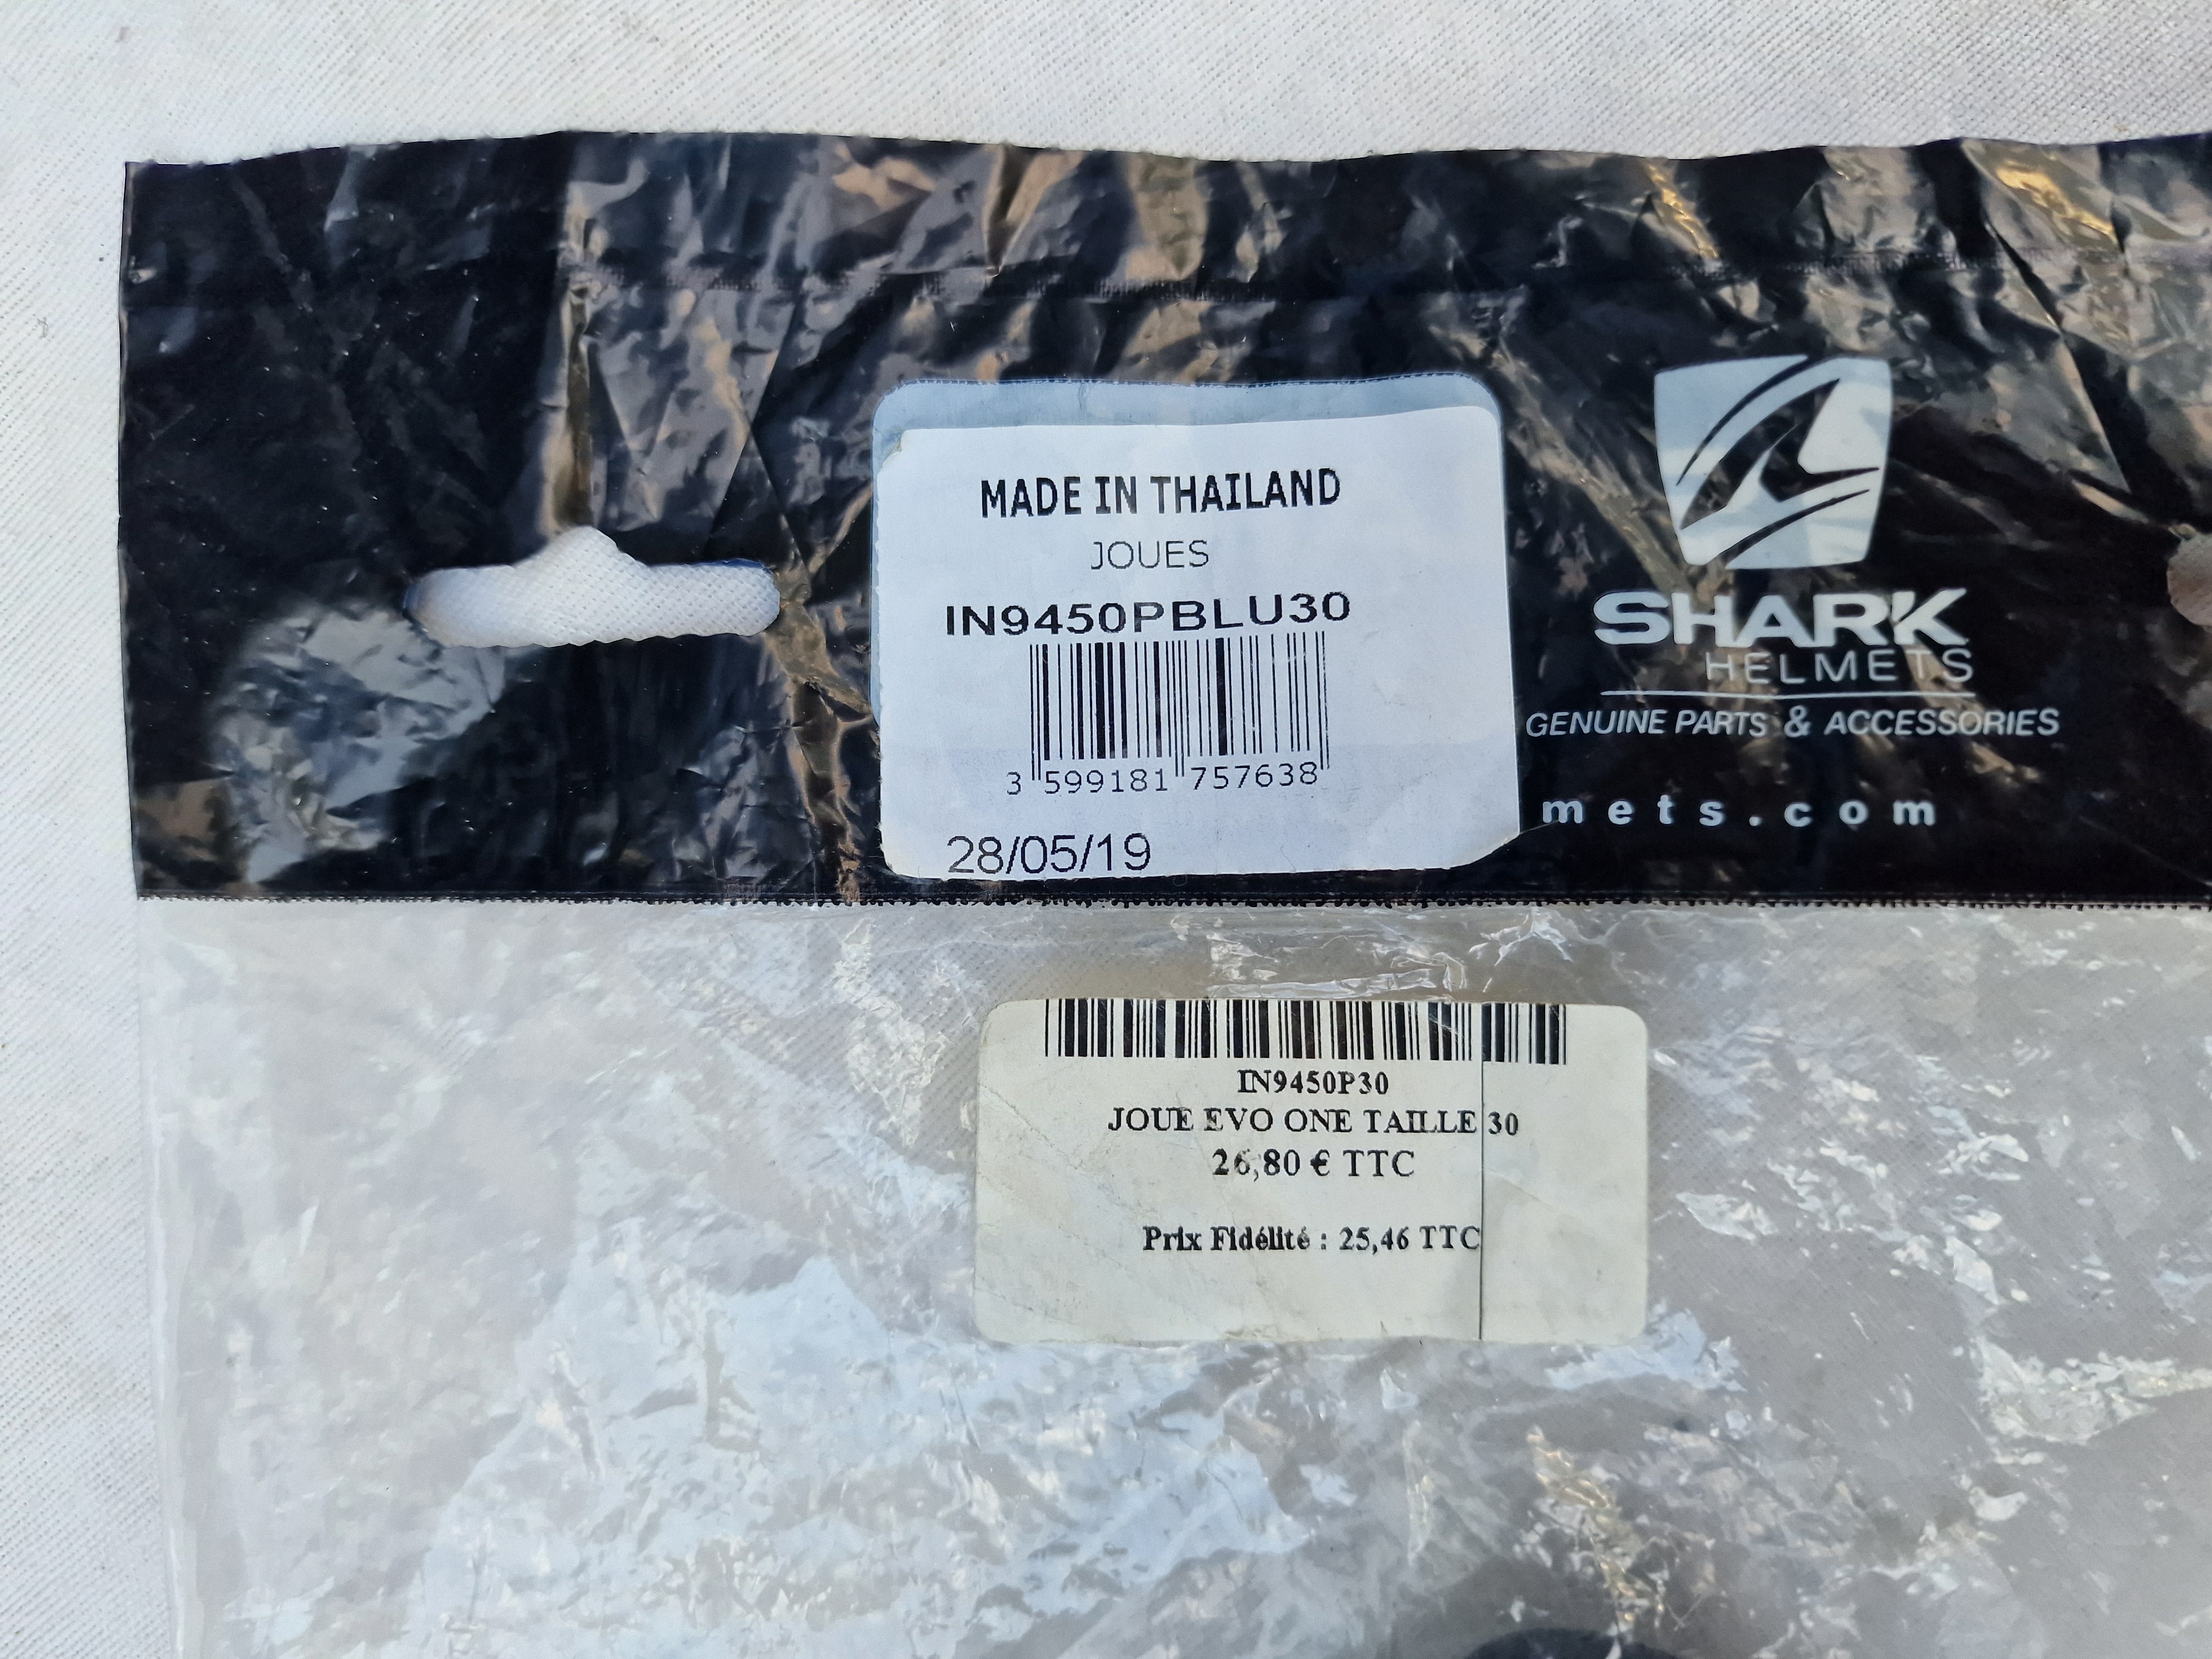 MADE IN THAILAND
JOUES
IN9450PBLU30
3 599181 757638
28/05/19
SHARK
HELMETS
GENUINE PARTS & ACCESSORIES
mets.com
IN9450P30
JOUE EVO ONE TAILLE 30
26,80 € TTC
Prix Fidélité : 25,46 TTC